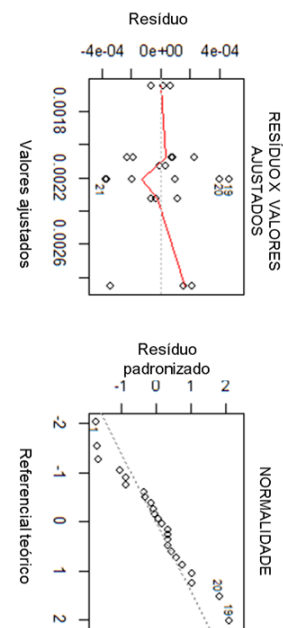 Resíduo
-4e-04 0e+00 4e-04
RESÍDUO X VALORES
AJUSTADOS
0.0018 0.0022 0.0026
Valores ajustados
19
20
21
Resíduo
padronizado
-1 0 1 2
NORMALIDADE
-2 -1 0 1 2
Referencial teórico
20
19